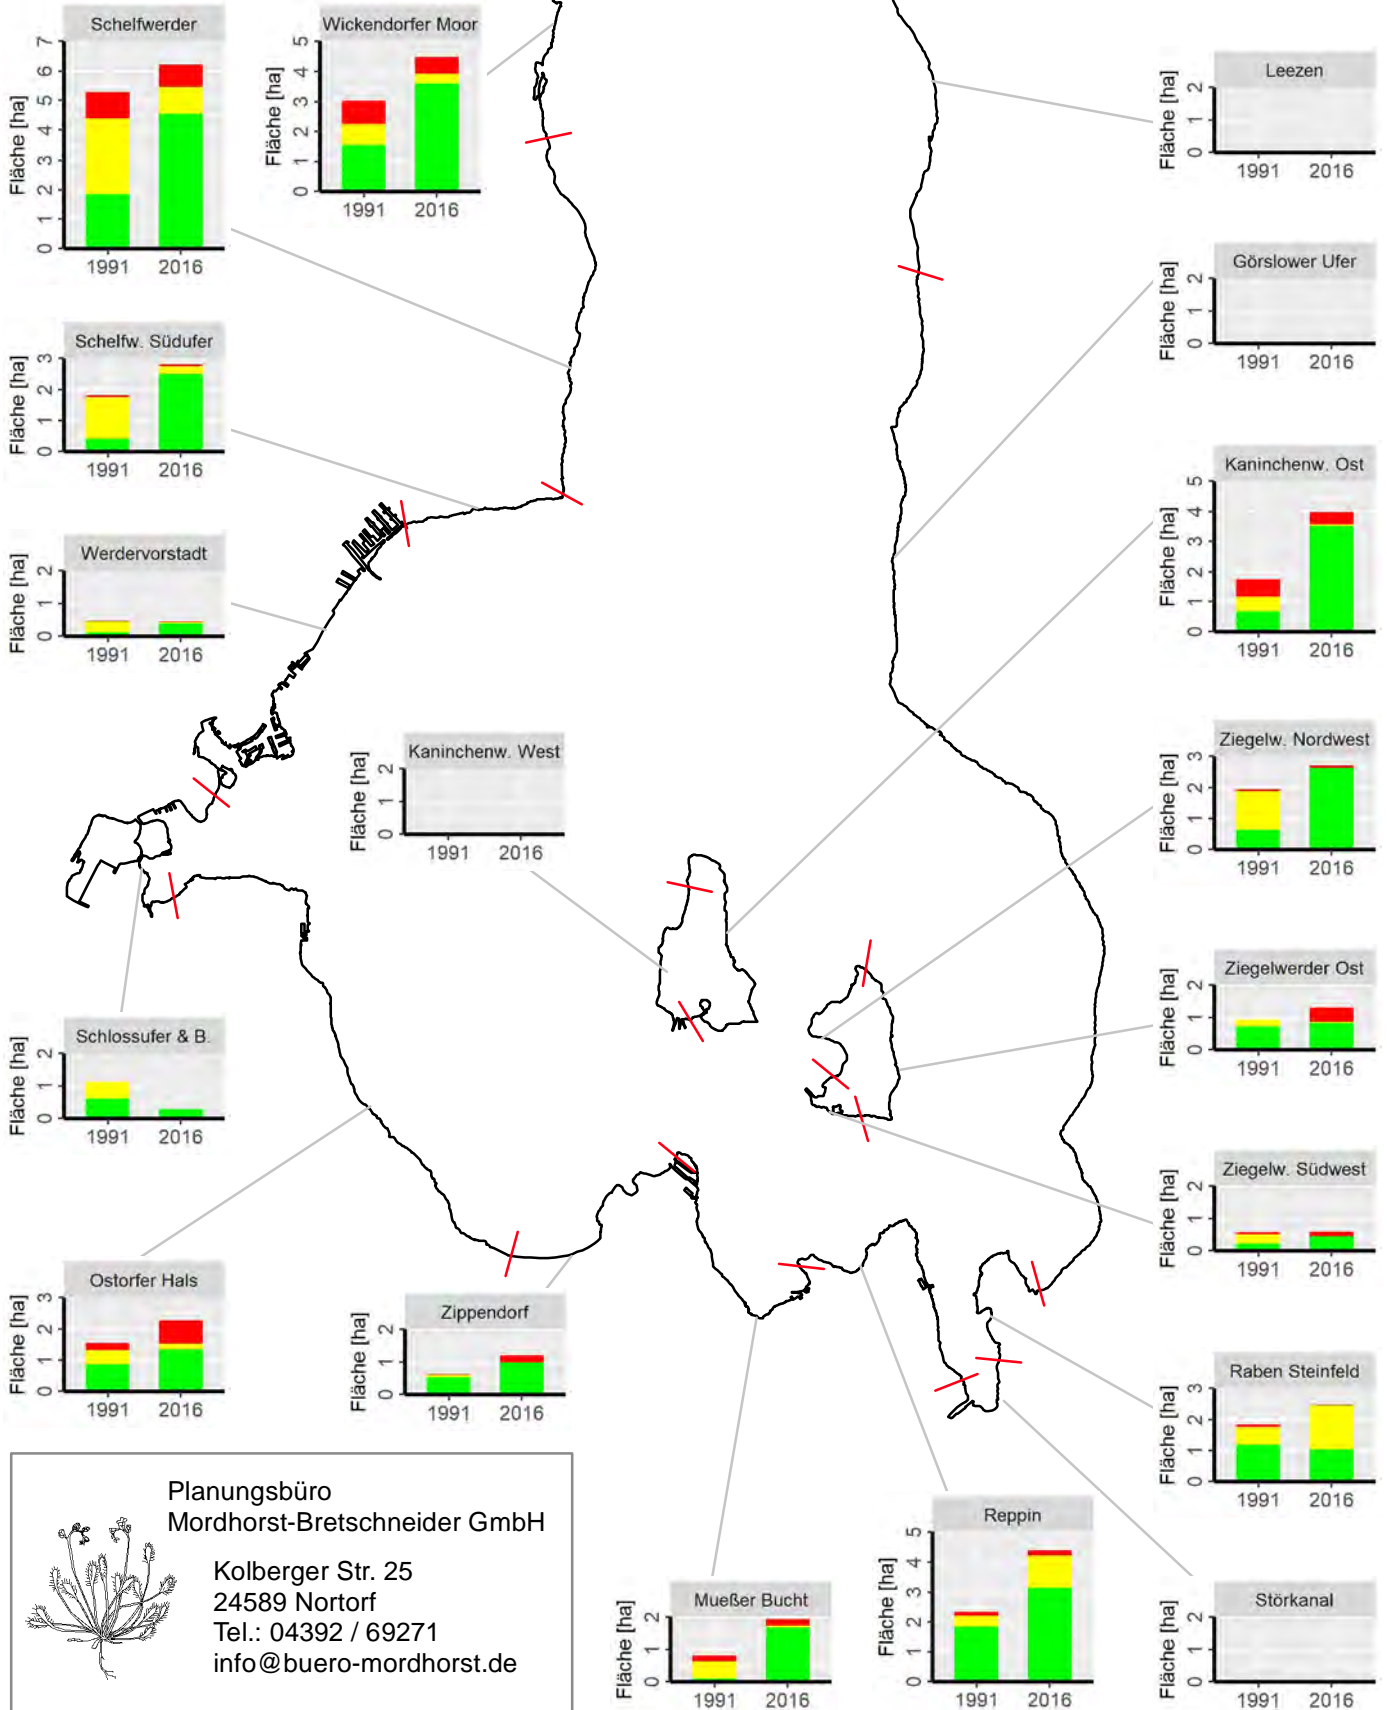 Schelfwerder
Fläche [ha]
0 1 2 3 4 5 6 7
1991 2016
Wickendorfer Moor
Fläche [ha]
0 1 2 3 4 5
1991 2016
Leezen
Fläche [ha]
0 1 2
1991 2016
Görslower Ufer
Fläche [ha]
0 1 2
1991 2016
Schelfw. Südufer
Fläche [ha]
0 1 2 3
1991 2016
Kaninchenw. Ost
Fläche [ha]
0 1 2 3 4 5
1991 2016
Werdervorstadt
Fläche [ha]
0 1 2
1991 2016
Kaninchenw. West
Fläche [ha]
0 1 2
1991 2016
Ziegelw. Nordwest
Fläche [ha]
0 1 2 3
1991 2016
Ziegelwerder Ost
Fläche [ha]
0 1 2
1991 2016
Schlossufer & B.
Fläche [ha]
0 1 2
1991 2016
Ziegelw. Südwest
Fläche [ha]
0 1 2
1991 2016
Ostorfer Hals
Fläche [ha]
0 1 2 3
1991 2016
Zippendorf
Fläche [ha]
0 1 2
1991 2016
Raben Steinfeld
Fläche [ha]
0 1 2 3
1991 2016
Planungsbüro
Mordhorst-Bretschneider GmbH
Kolberger Str. 25
24589 Nortorf
Tel.: 04392 / 69271
info@buero-mordhorst.de
Mueßer Bucht
Fläche [ha]
0 1 2
1991 2016
Reppin
Fläche [ha]
0 1 2 3 4 5
1991 2016
Störkanal
Fläche [ha]
0 1 2
1991 2016